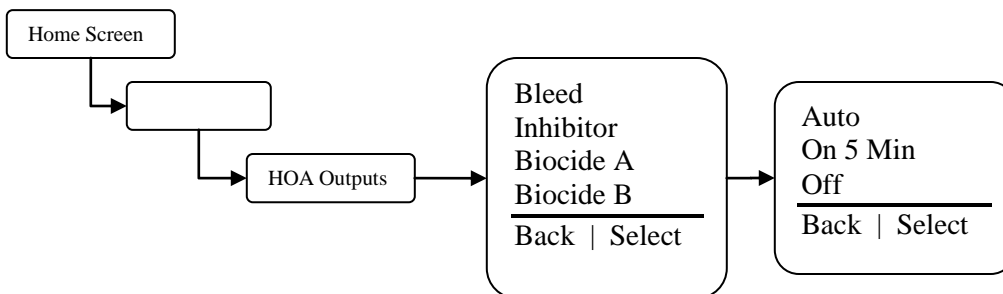 Home Screen
HOA Outputs
Bleed
Inhibitor
Biocide A
Biocide B
Back | Select
Auto
On 5 Min
Off
Back | Select